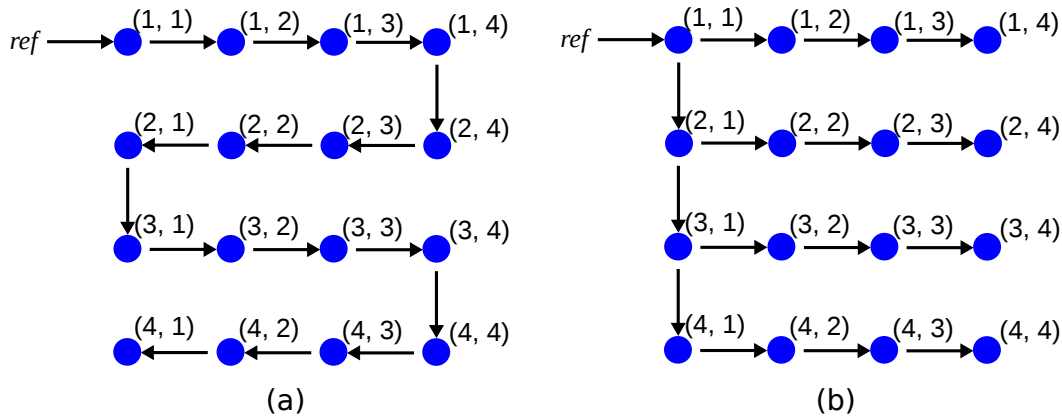 (1, 1) (1, 2) (1, 3) (1, 4)
ref
(2, 1) (2, 2) (2, 3) (2, 4)
(3, 1) (3, 2) (3, 3) (3, 4)
(4, 1) (4, 2) (4, 3) (4, 4)
(a)
(1, 1) (1, 2) (1, 3) (1, 4)
ref
(2, 1) (2, 2) (2, 3) (2, 4)
(3, 1) (3, 2) (3, 3) (3, 4)
(4, 1) (4, 2) (4, 3) (4, 4)
(b)